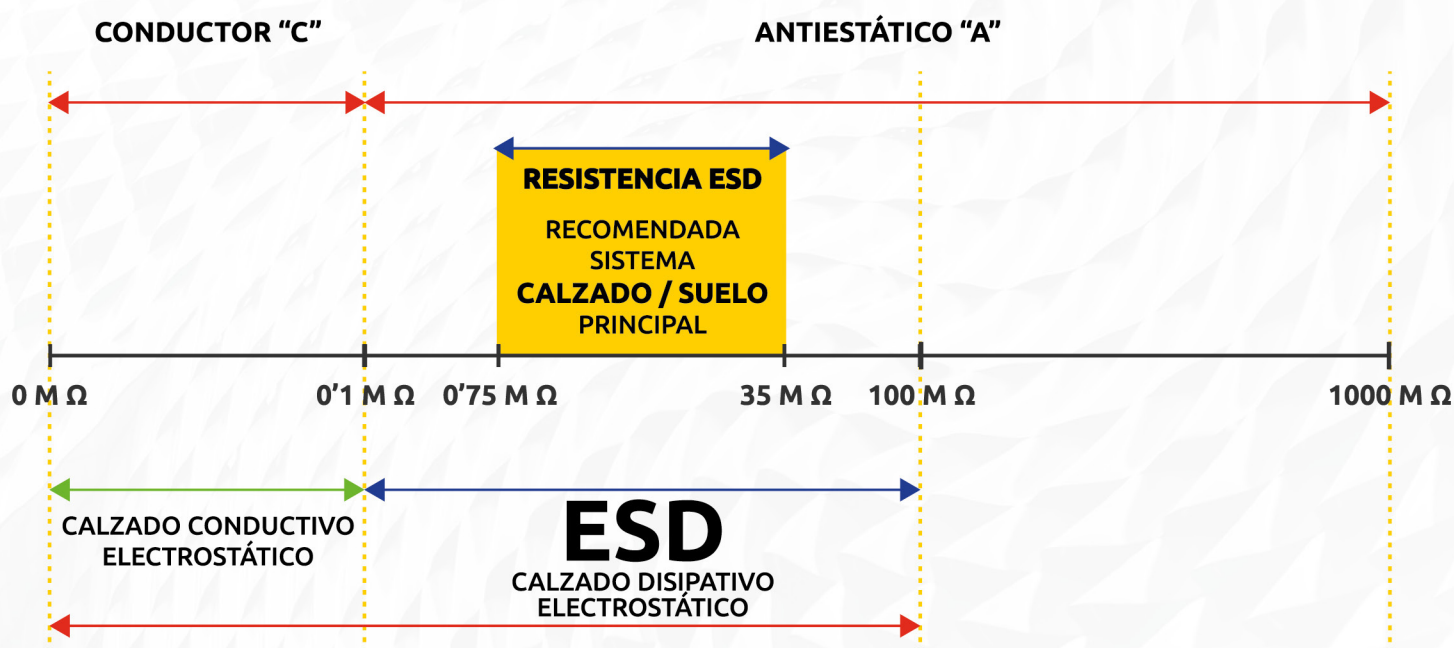 CONDUCTOR “C”
ANTIESTÁTICO “A”
RESISTENCIA ESD
RECOMENDADA
SISTEMA
CALZADO / SUELO
PRINCIPAL
0 M Ω
0’1 M Ω
0’75 M Ω
35 M Ω
100 M Ω
1000 M Ω
CALZADO CONDUCTIVO
ELECTROSTÁTICO
ESD
CALZADO DISIPATIVO
ELECTROSTÁTICO